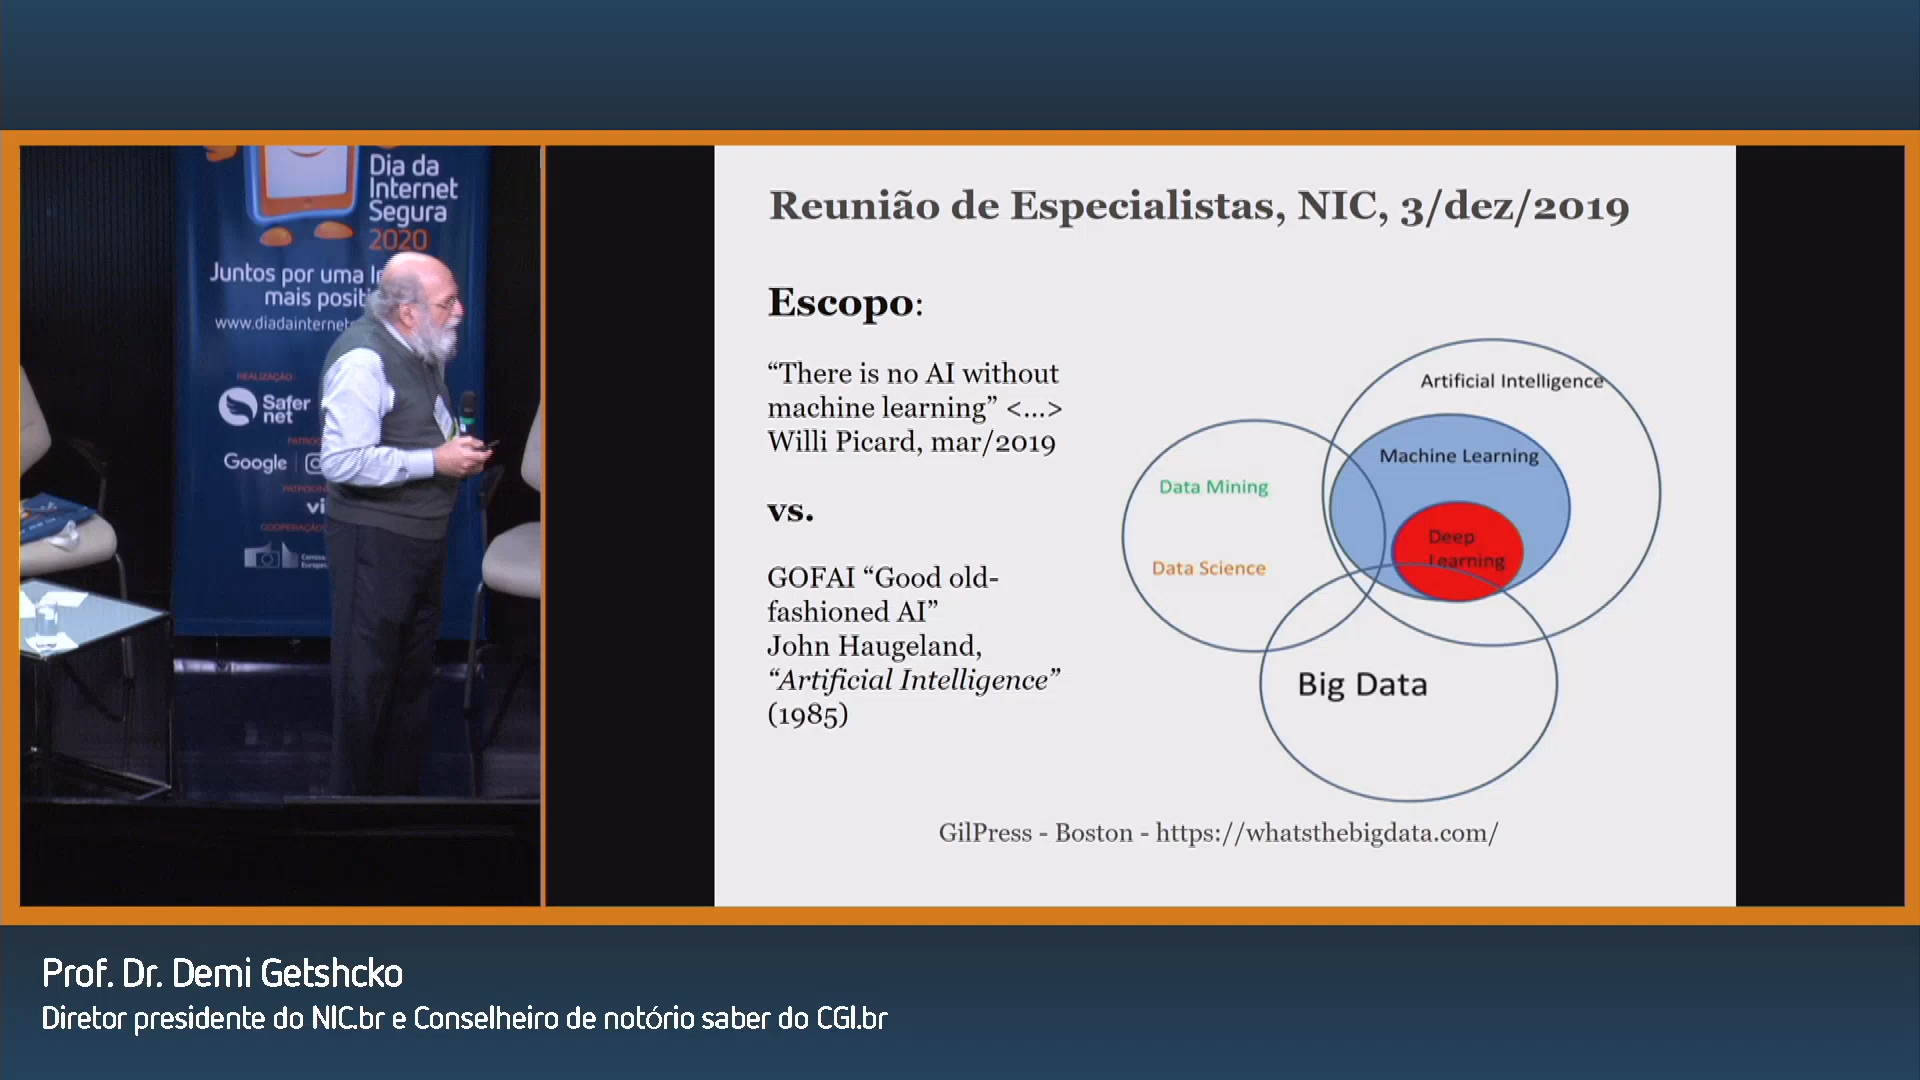 Dia da
Internet
Segura
2020
Juntos por uma
mais
www.diadainternet
REALIZAÇÃO
Safer
net
Google
COOPERAÇÃO
Reunião de Especialistas, NIC, 3/dez/2019
Escopo:
“There is no AI without
machine learning” <...>
Willi Picard, mar/2019
vs.
GOFAI “Good old-
fashioned AI”
John Haugeland,
“Artificial Intelligence”
(1985)
Artificial Intelligence
Machine Learning
Data Mining
Deep
Learning
Data Science
Big Data
GilPress - Boston - https://whatsthebigdata.com/
Prof. Dr. Demi Getshcko
Diretor presidente do NIC.br e Conselheiro de notório saber do CGI.br